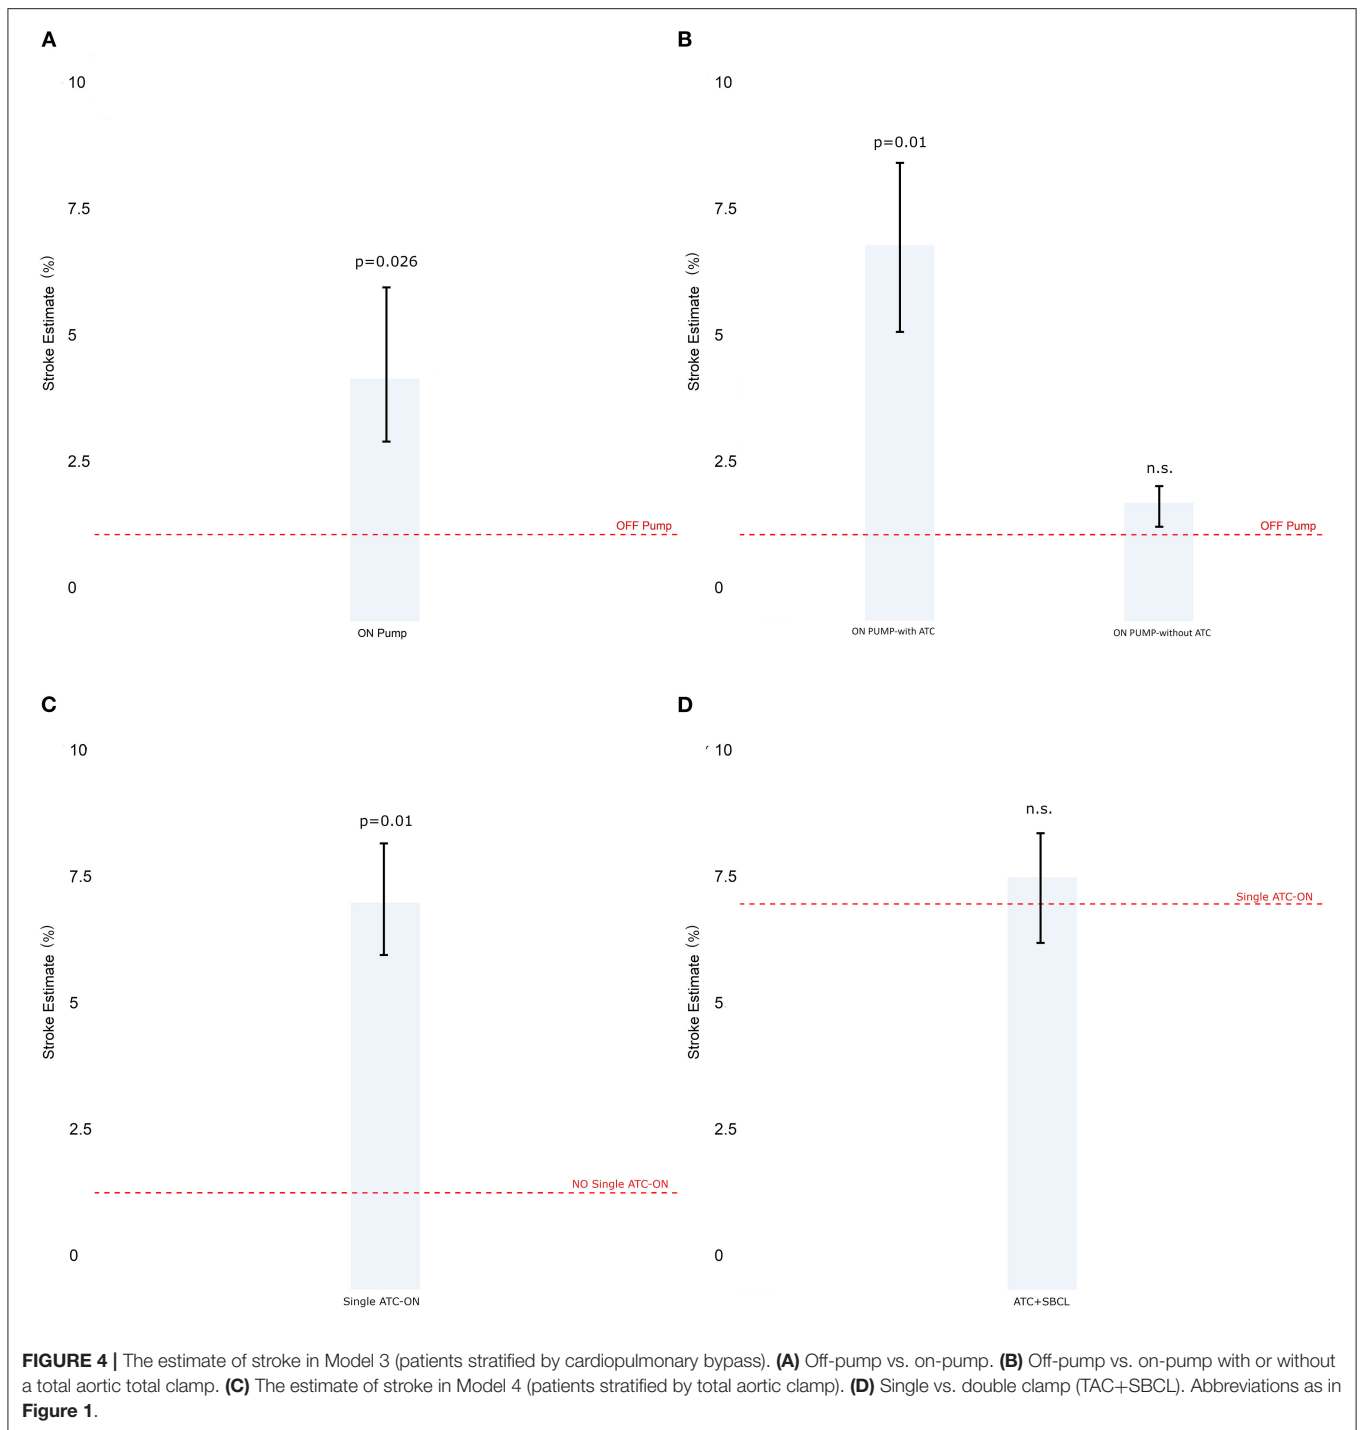 A
10
7.5
5
2.5
0
Stroke Estimate (%)
p=0.026
OFF Pump
ON Pump
B
10
7.5
5
2.5
0
Stroke Estimate (%)
p=0.01
n.s.
OFF Pump
ON PUMP-with ATC
ON PUMP-without ATC
C
10
7.5
5
2.5
0
Stroke Estimate (%)
p=0.01
NO Single ATC-ON
Single ATC-ON
D
10
7.5
5
2.5
0
Stroke Estimate (%)
n.s.
Single ATC-ON
ATC+SBCL
FIGURE 4 | The estimate of stroke in Model 3 (patients stratified by cardiopulmonary bypass). (A) Off-pump vs. on-pump. (B) Off-pump vs. on-pump with or without
a total aortic total clamp. (C) The estimate of stroke in Model 4 (patients stratified by total aortic clamp). (D) Single vs. double clamp (TAC+SBCL). Abbreviations as in
Figure 1.